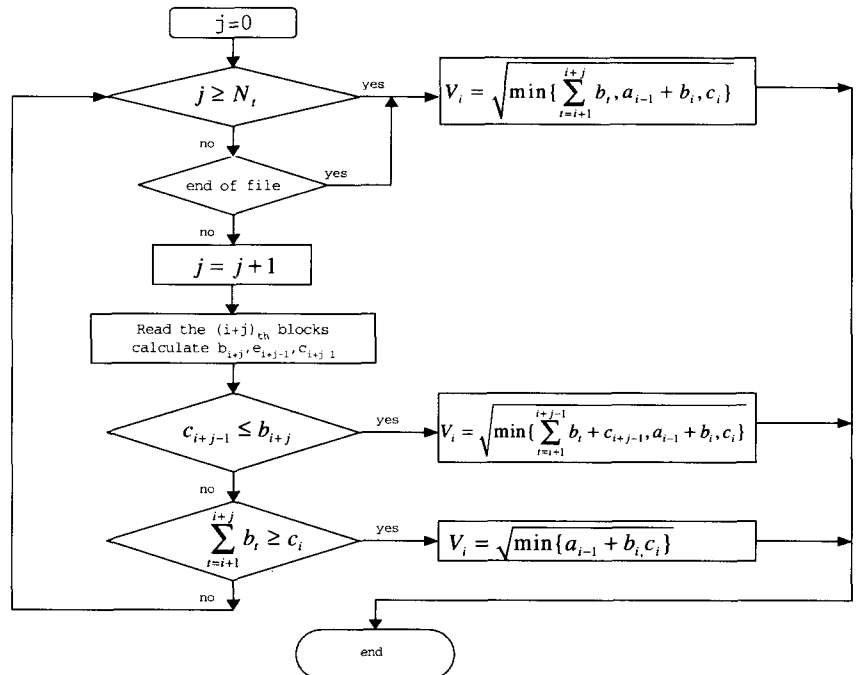 j=0
j ≥ N_t
yes
V_i = √min{∑_{t=i+1}^{i+j} b_t, a_{i-1} + b_i, c_i}
no
end of file
yes
no
j = j+1
Read the (i+j)_th blocks
calculate b_{i+j}, e_{i+j-1}, c_{i+j 1}
c_{i+j-1} ≤ b_{i+j}
yes
V_i = √min{∑_{t=i+1}^{i+j-1} b_t + c_{i+j-1}, a_{i-1} + b_i, c_i}
no
∑_{t=i+1}^{i+j} b_t ≥ c_i
yes
V_i = √min{a_{i-1} + b_{i,} c_i}
no
end